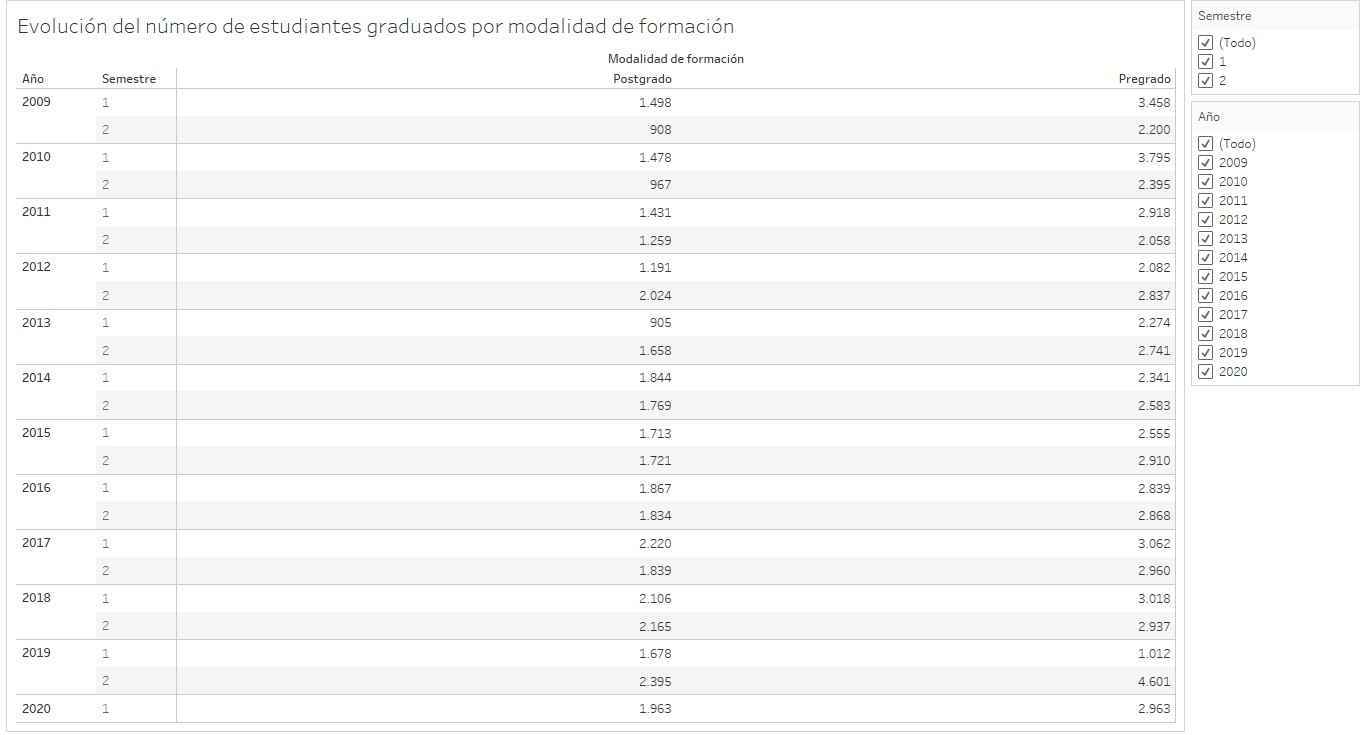 Evolución del número de estudiantes graduados por modalidad de formación
Modalidad de formación
Año Semestre Postgrado Pregrado
2009 1 1.498 3.458
2 908 2.200
2010 1 1.478 3.795
2 967 2.395
2011 1 1.431 2.918
2 1.259 2.058
2012 1 1.191 2.082
2 2.024 2.837
2013 1 905 2.274
2 1.658 2.741
2014 1 1.844 2.341
2 1.769 2.583
2015 1 1.713 2.555
2 1.721 2.910
2016 1 1.867 2.839
2 1.834 2.868
2017 1 2.220 3.062
2 1.839 2.960
2018 1 2.106 3.018
2 2.165 2.937
2019 1 1.678 1.012
2 2.395 4.601
2020 1 1.963 2.963
Semestre
(Todo)
1
2
Año
(Todo)
2009
2010
2011
2012
2013
2014
2015
2016
2017
2018
2019
2020